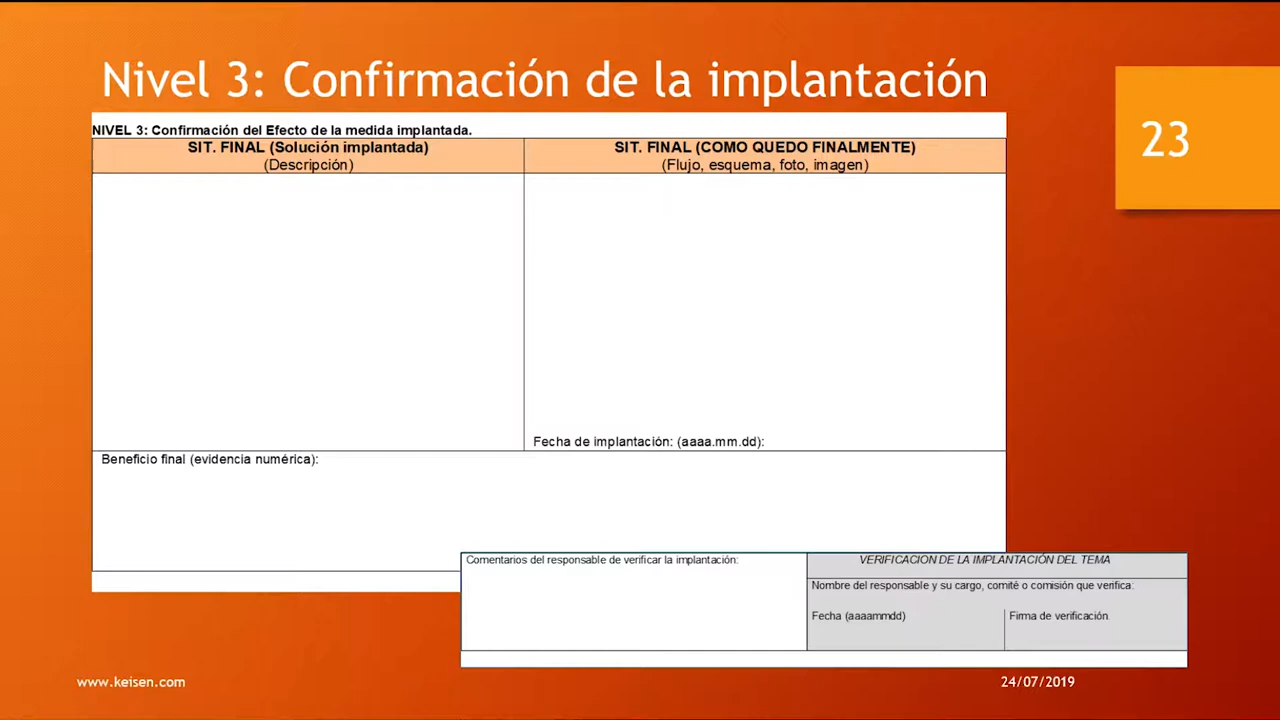 Nivel 3: Confirmación de la implantación
23
NIVEL 3: Confirmación del Efecto de la medida implantada.
SIT. FINAL (Solución implantada)
(Descripción)
SIT. FINAL (COMO QUEDO FINALMENTE)
(Flujo, esquema, foto, imagen)
Fecha de implantación: (aaaa.mm.dd):
Beneficio final (evidencia numérica):
Comentarios del responsable de verificar la implantación:
VERIFICACION DE LA IMPLANTACIÓN DEL TEMA
Nombre del responsable y su cargo, comité o comisión que verifica:
Fecha (aaaammdd)
Firma de verificación
www.keisen.com
24/07/2019